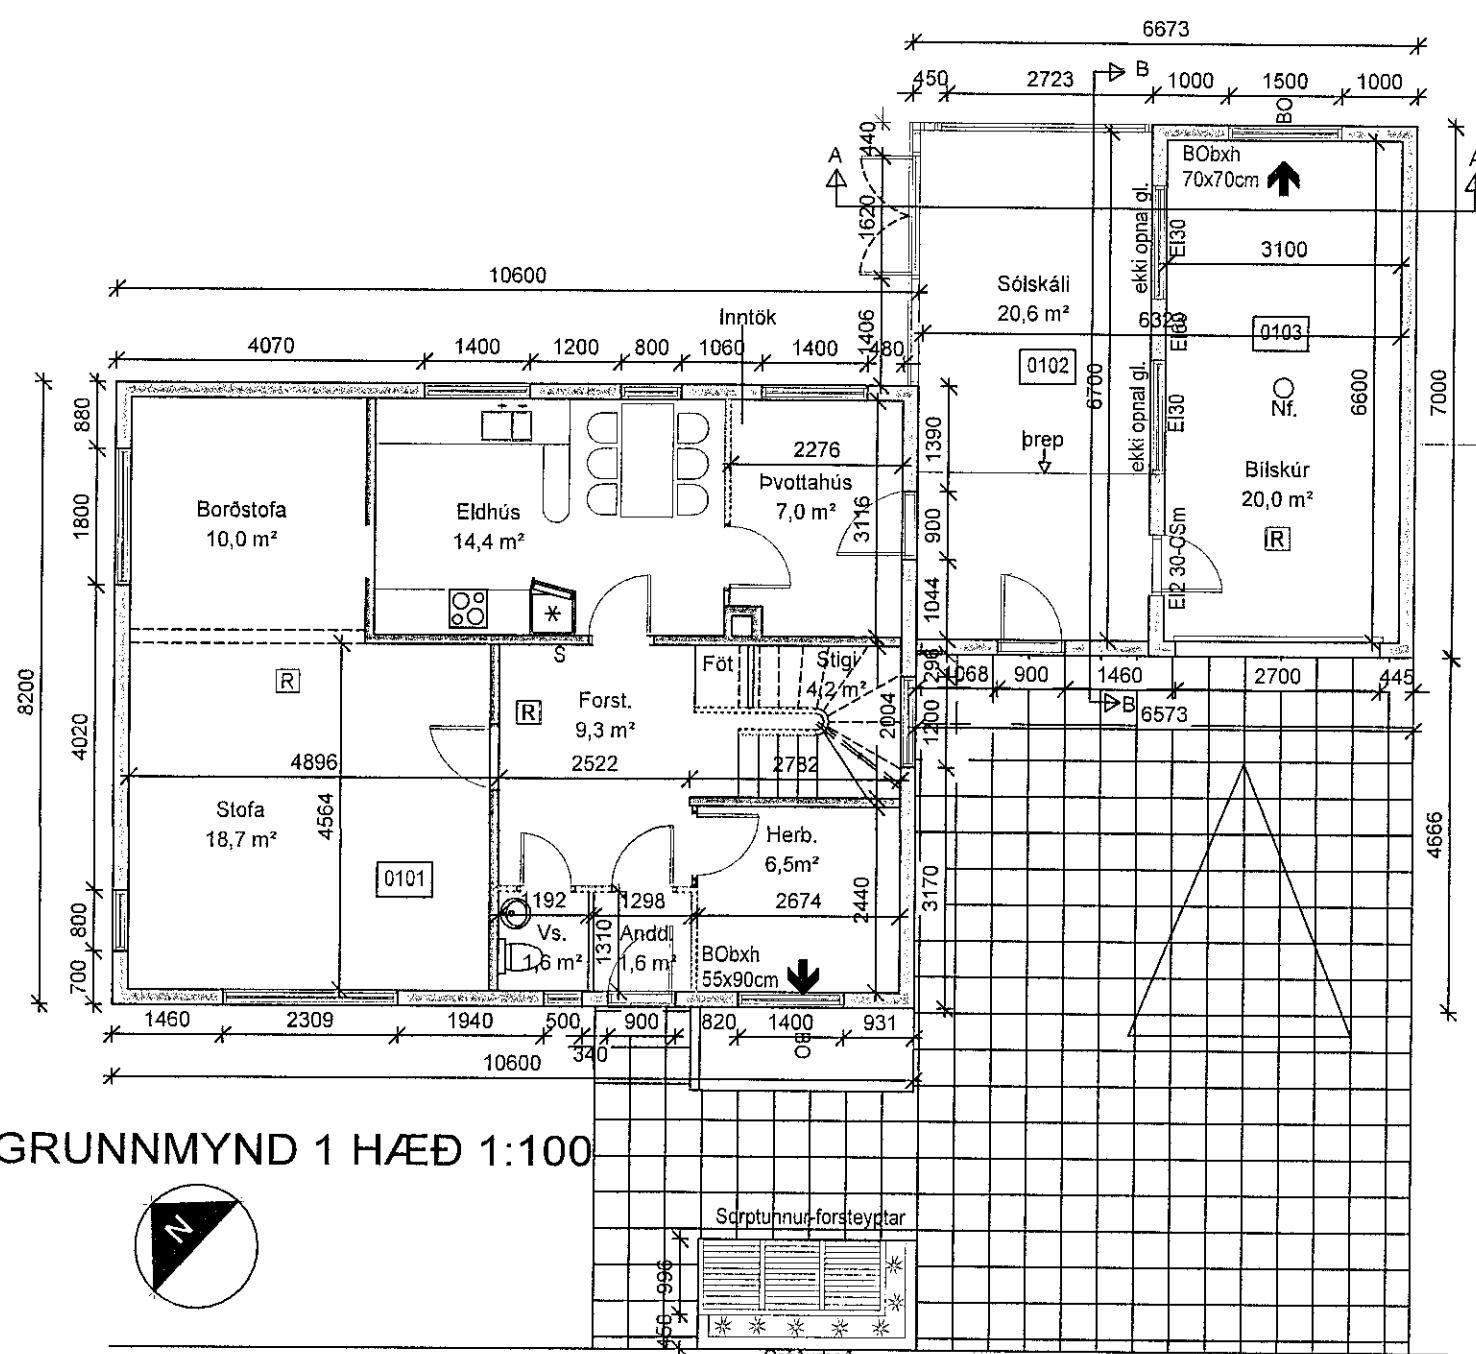 6673
450 2723 B 1000 1500 1000
BO
440
A
BObxh
70x70cm
A
1620
ekki opnal. gl.
EI30
3100
10600
Sólskáli
20,6 m²
Inntök
1406
6323
EI60
0103
4070 1400 1200 800 1060 1400 480
0102
6700
6600
7000
880
ekki opnal gl.
EI30
Nf.
1390
þrep
2276
Borðstofa
10,0 m²
Eldhús
14,4 m²
Þvottahús
7,0 m²
3116
Bílskúr
20,0 m²
1800
900
R
EI2 30-CSm
1044
S
Föt
Stigi
4,2 m²
296
1068 900 1460 2700 445
R
R
Forst.
9,3 m²
2004
1200
B
6573
8200
4020
4896
2522
2782
Stofa
18,7 m²
4564
Herb.
6,5m²
4666
0101
3170
1192
1298
2674
2440
800
Vs.
1,6 m²
1310
Andd
1,6 m²
BObxh
55x90cm
700
1460 2309 1940 500 900 820 1400 931
340
BO
10600
GRUNNMYND 1 HÆÐ 1:100
N
Sorptunnur-forsteyptar
996
450